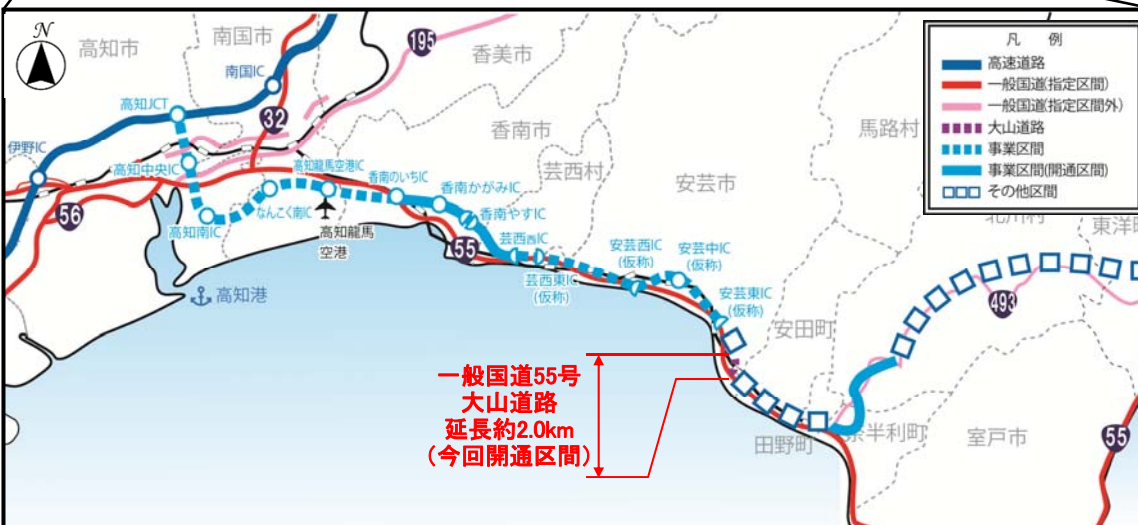 N
高知市
南国市
195
香美市
凡 例
高速道路
一般国道(指定区間)
一般国道(指定区間外)
大山道路
事業区間
事業区間(開通区間)
その他区間
南国IC
高知JCT
32
香南市
馬路村
伊野IC
高知中央IC
高知龍馬空港IC
香南のいちIC
香南かがみIC
芸西村
安芸市
北川村
東洋町
56
高知南IC
なんこく南IC
高知龍馬
空港
香南やすIC
55
芸西西IC
芸西東IC
(仮称)
安芸西IC
(仮称)
安芸中IC
(仮称)
安芸東IC
(仮称)
高知港
493
安田町
一般国道55号
大山道路
延長約2.0km
(今回開通区間)
田野町
奈半利町
室戸市
55